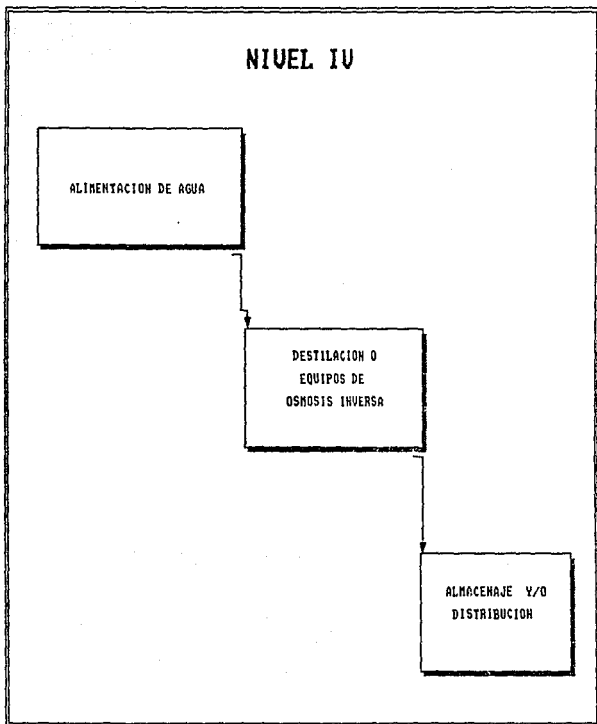 NIVEL IV
ALIMENTACION DE AGUA
DESTILACION O
EQUIPOS DE
OSMOSIS INVERSA
ALMACENAJE Y/O
DISTRIBUCION